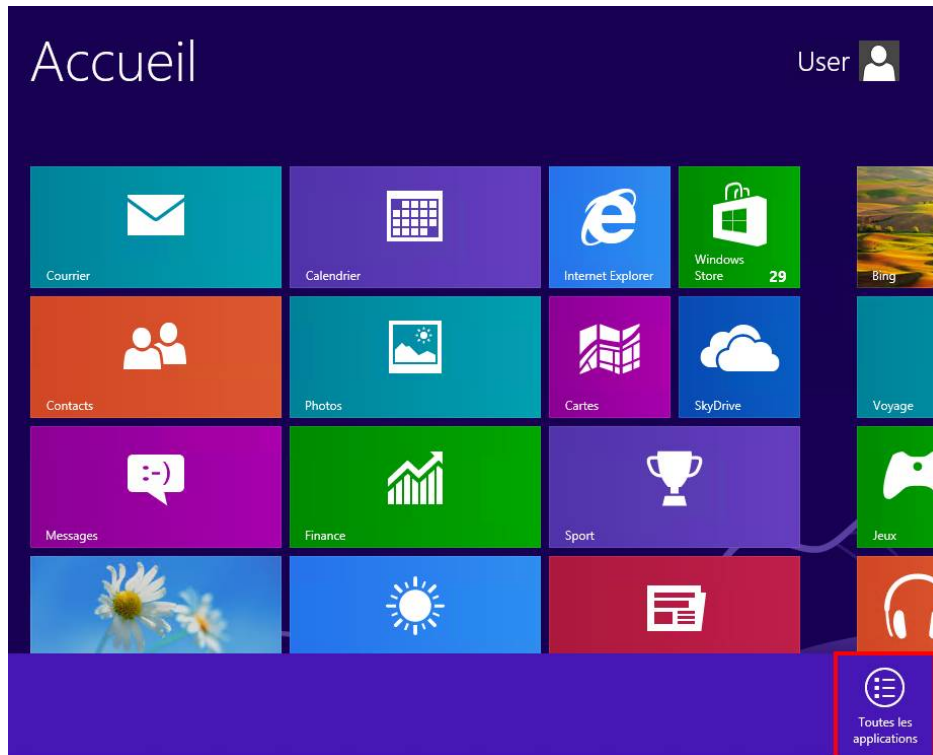 Accueil
User
Courrier
Calendrier
Internet Explorer
Windows
Store 29
Bing
Contacts
Photos
Cartes
SkyDrive
Voyage
Messages
:-)
Finance
Sport
Jeux
Toutes les
applications